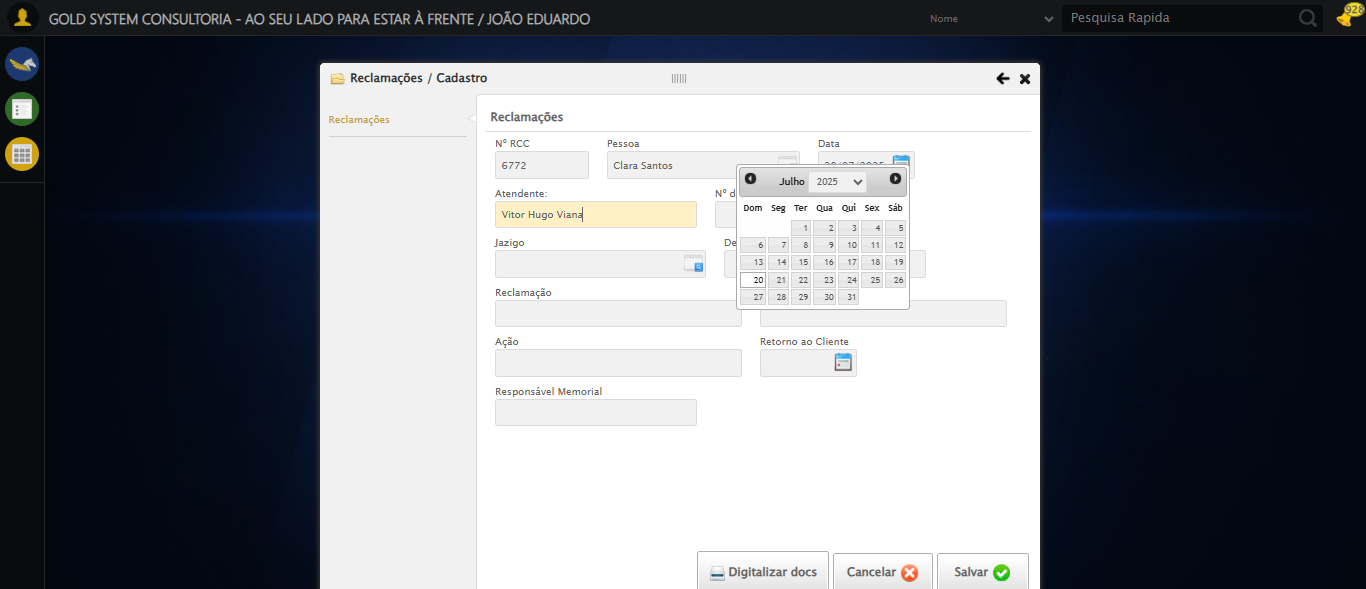 GOLD SYSTEM CONSULTORIA - AO SEU LADO PARA ESTAR À FRENTE / JOÃO EDUARDO
Nome
Pesquisa Rapida
928
Reclamações / Cadastro
Reclamações
Reclamações
Nº RCC
Pessoa
Data
6772
Clara Santos
Julho
2025
Atendente:
Nº d
Dom Seg Ter Qua Qui Sex Sáb
Vitor Hugo Viana
1 2 3 4 5
6 7 8 9 10 11 12
13 14 15 16 17 18 19
20 21 22 23 24 25 26
27 28 29 30 31
Jazigo
De
Reclamação
Ação
Retorno ao Cliente
Responsável Memorial
Digitalizar docs
Cancelar
Salvar